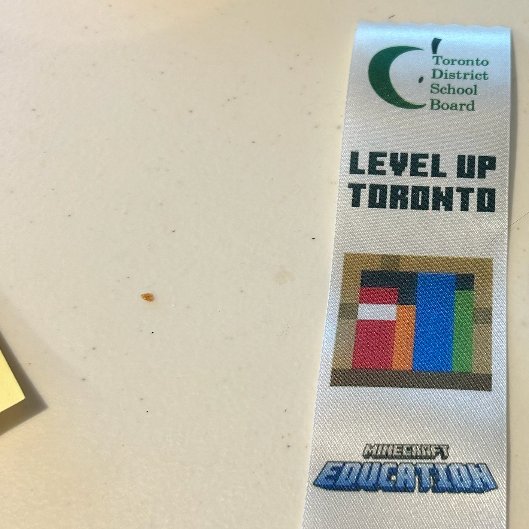 Toronto
District
School
Board
LEVEL UP
TORONTO
MINECRAFT
EDUCATION